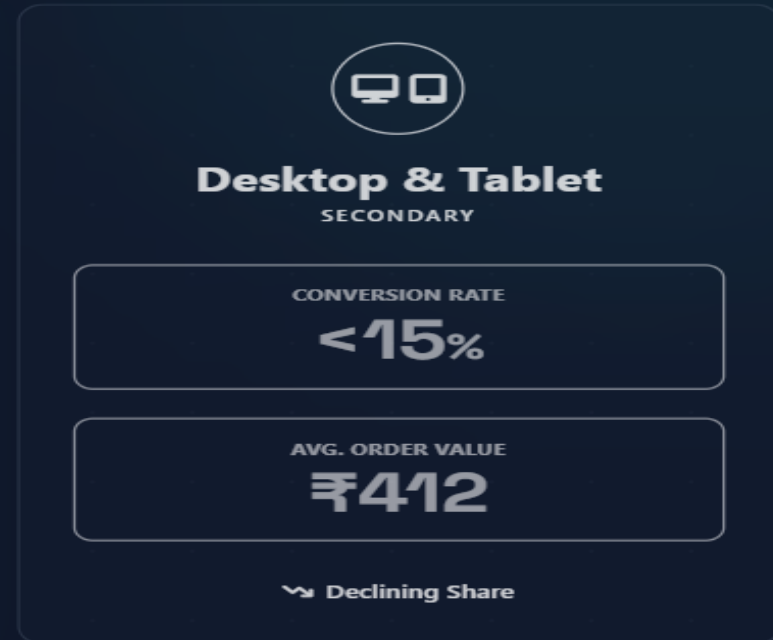 Desktop & Tablet
SECONDARY
CONVERSION RATE
<15%
AVG. ORDER VALUE
₹412
Declining Share